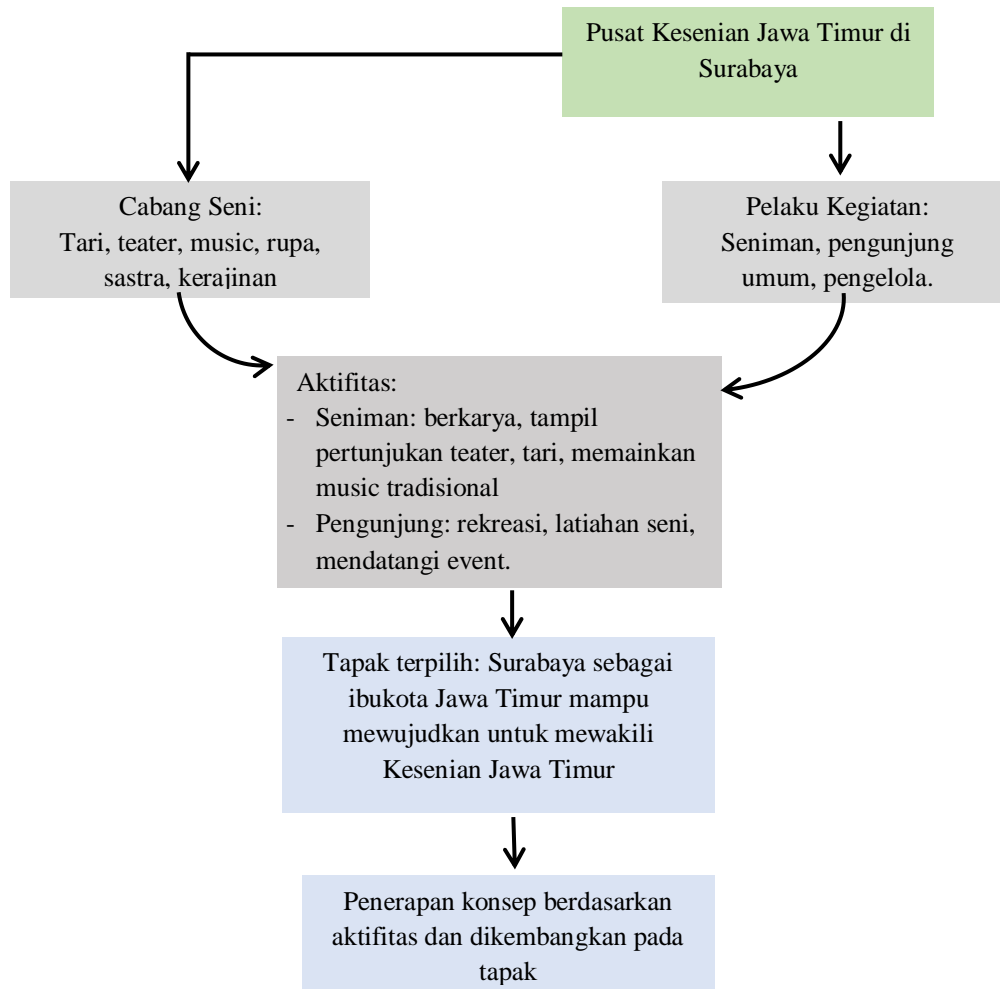 Pusat Kesenian Jawa Timur di
Surabaya
Cabang Seni:
Tari, teater, music, rupa,
sastra, kerajinan
Pelaku Kegiatan:
Seniman, pengunjung
umum, pengelola.
Aktifitas:
- Seniman: berkarya, tampil
pertunjukan teater, tari, memainkan
music tradisional
- Pengunjung: rekreasi, latiahan seni,
mendatangi event.
Tapak terpilih: Surabaya sebagai
ibukota Jawa Timur mampu
mewujudkan untuk mewakili
Kesenian Jawa Timur
Penerapan konsep berdasarkan
aktifitas dan dikembangkan pada
tapak